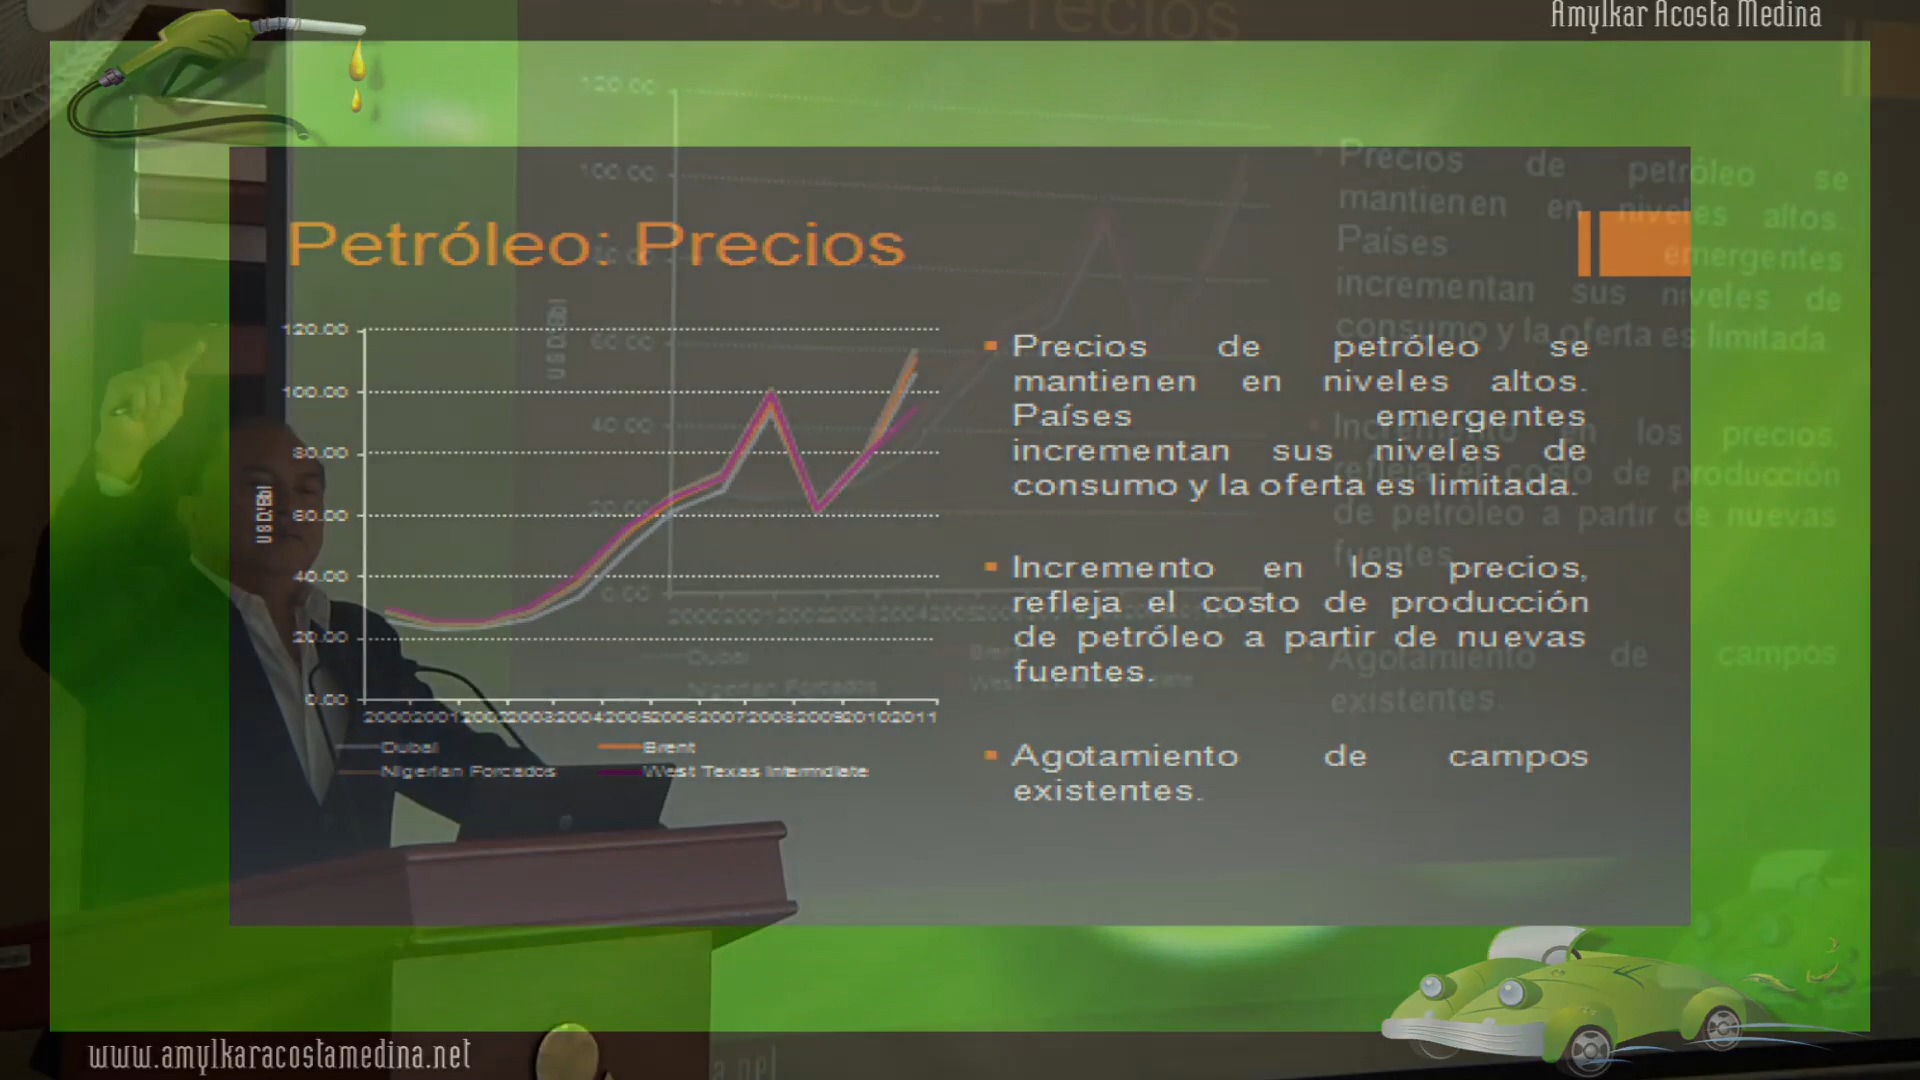 Amylkar Acosta Medina
Petróleo: Precios
120.00
100.00
80.00
60.00
40.00
20.00
0.00
2000 2001 2002 2003 2004 2005 2006 2007 2008 2009 2010 2011
Dubai
Brent
Nigerian Forcados
West Texas Intermdiate
Precios de petróleo se
mantienen en niveles altos.
Países emergentes
incrementan sus niveles de
consumo y la oferta es limitada.
Incremento en los precios,
refleja el costo de producción
de petróleo a partir de nuevas
fuentes.
Agotamiento de campos
existentes.
www.amylkaracostamedina.net